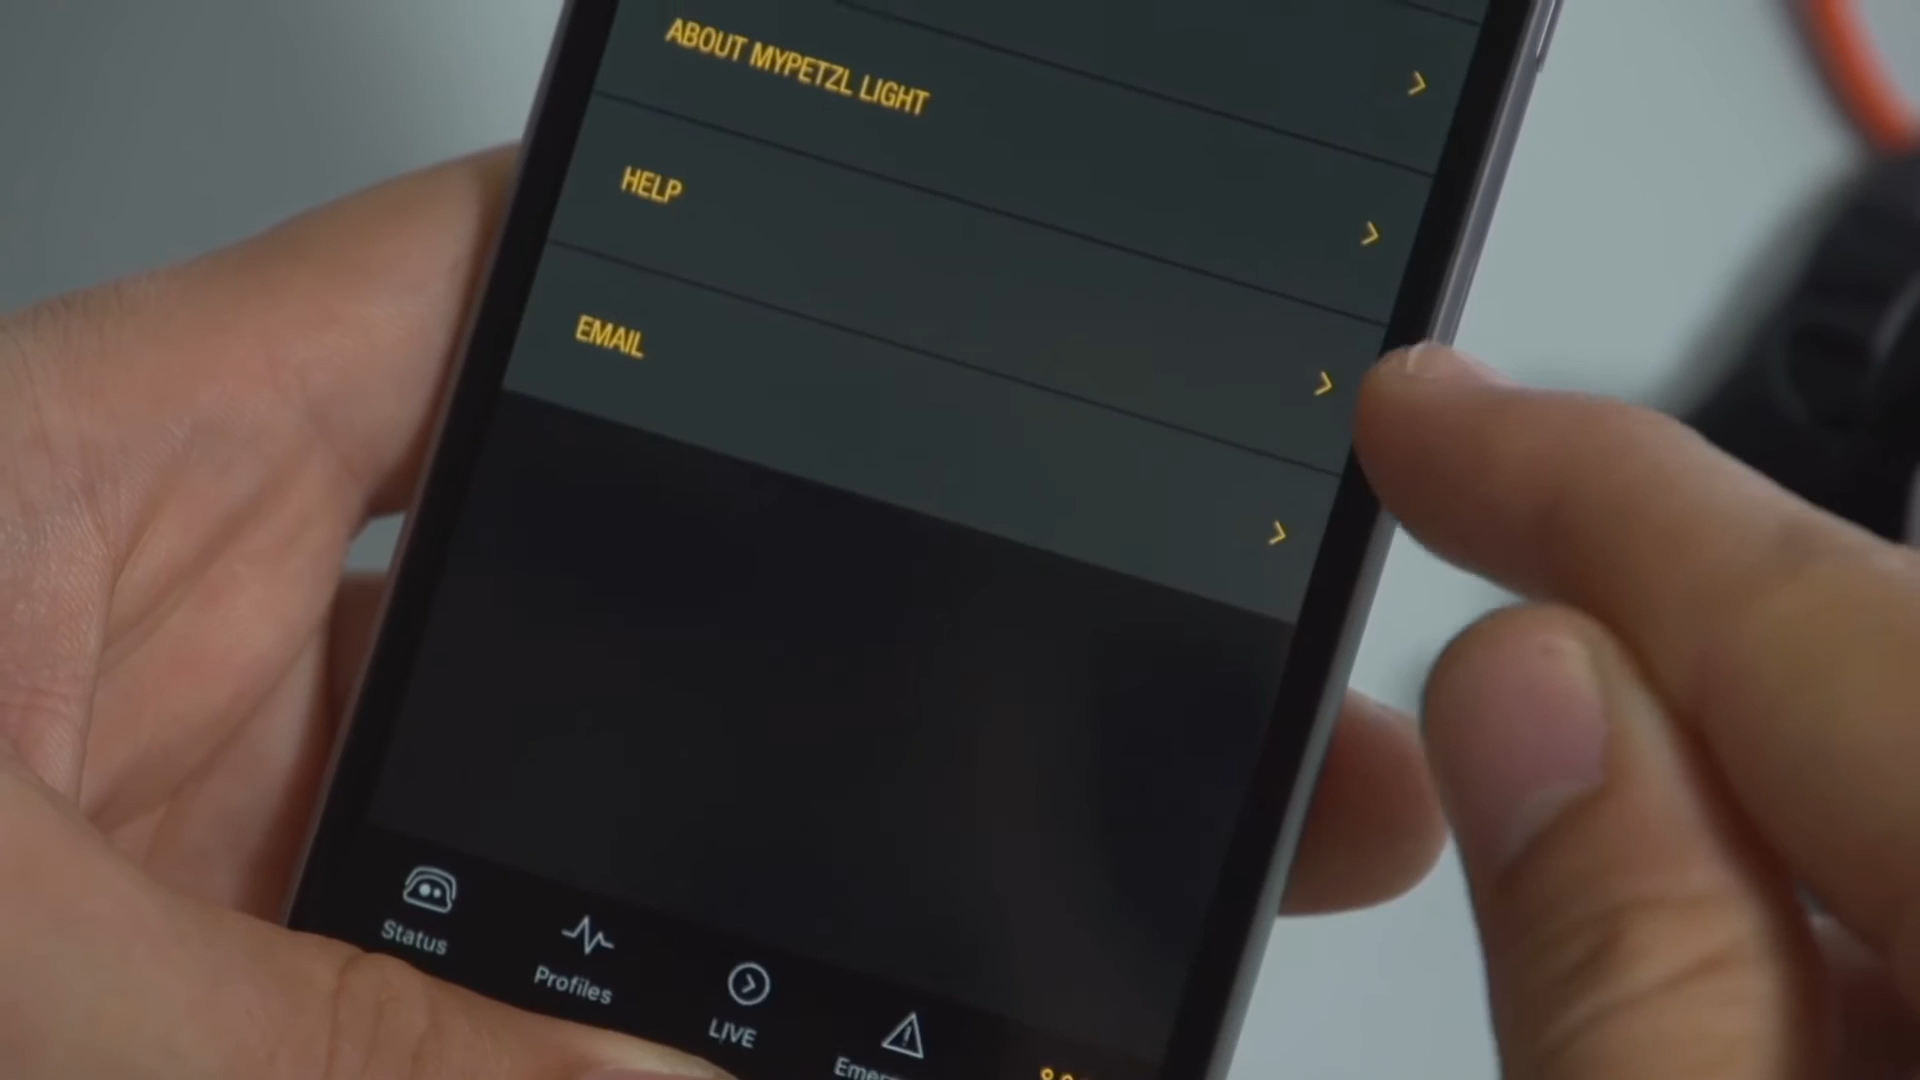 ABOUT MYPETZL LIGHT
HELP
EMAIL
Status
Profiles
LIVE